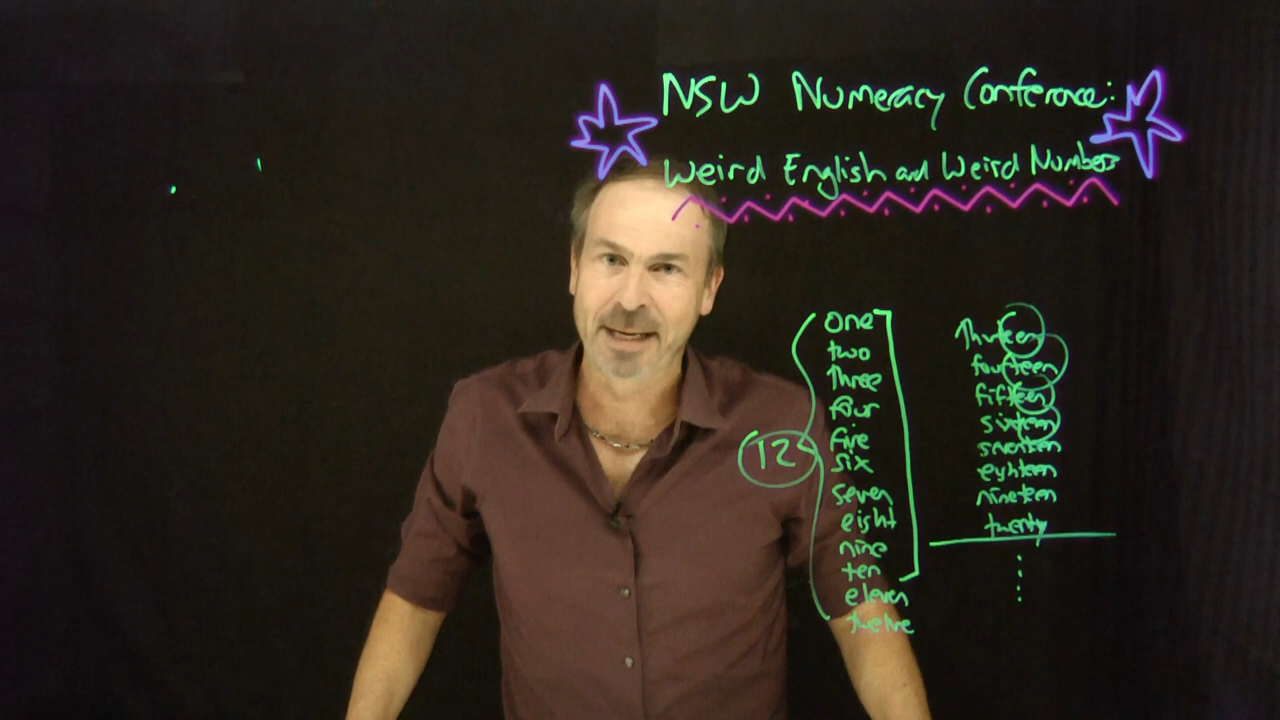 NSW Numeracy Conference:
Weird English and Weird Numbers
12
one
two
three
four
five
six
seven
eight
nine
ten
eleven
twelve
Thirteen
fourteen
fifteen
sixteen
seventeen
eighteen
nineteen
twenty